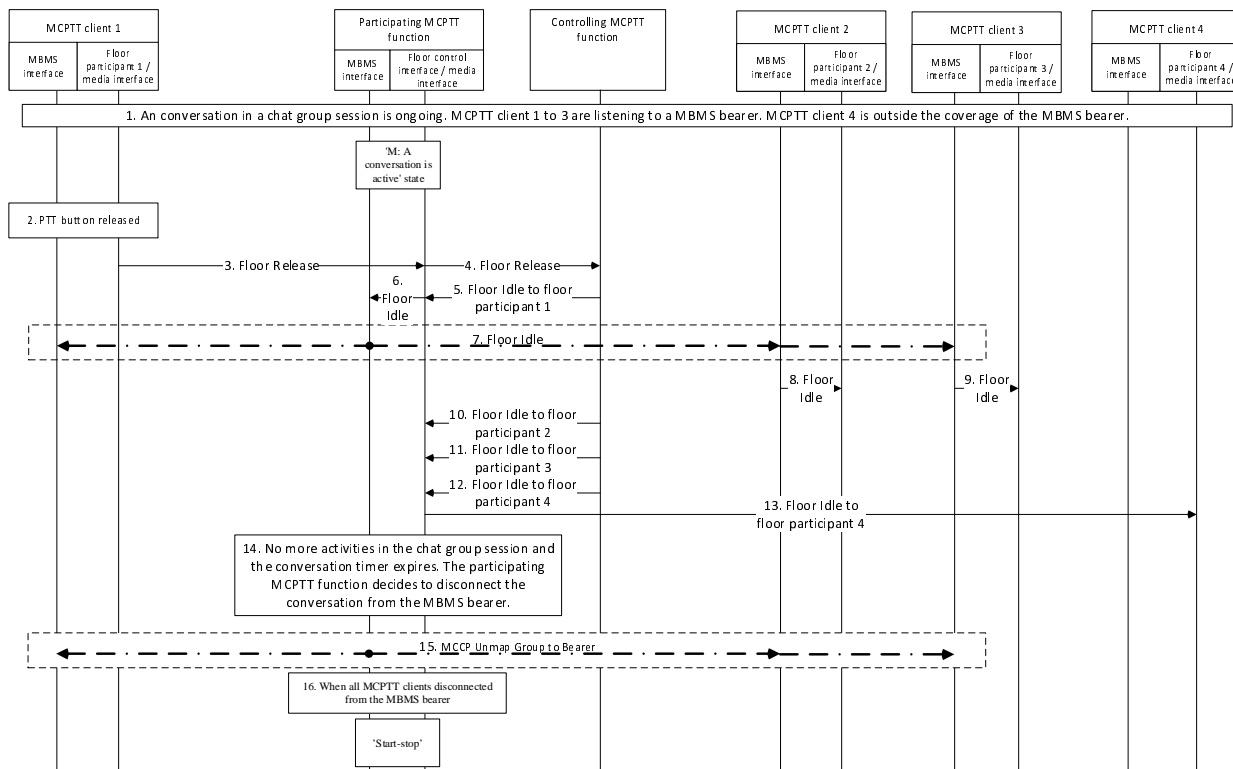 MCPTT client 1
MBMS
interface
Floor
participant 1 /
media interface
Participating MCPTT
function
MBMS
interface
Floor control
interface / media
interface
Controlling MCPTT
function
MCPTT client 2
MBMS
interface
Floor
participant 2 /
media interface
MCPTT client 3
MBMS
interface
Floor
participant 3 /
media interface
MCPTT client 4
MBMS
interface
Floor
participant 4 /
media interface
1. An conversation in a chat group session is ongoing. MCPTT client 1 to 3 are listening to a MBMS bearer. MCPTT client 4 is outside the coverage of the MBMS bearer.
'M: A
conversation is
active' state
2. PTT button released
3. Floor Release
4. Floor Release
5. Floor Idle to floor
participant 1
6.
Floor
Idle
7. Floor Idle
8. Floor
Idle
9. Floor
Idle
10. Floor Idle to floor
participant 2
11. Floor Idle to floor
participant 3
12. Floor Idle to floor
participant 4
13. Floor Idle to
floor participant 4
14. No more activities in the chat group session and
the conversation timer expires. The participating
MCPTT function decides to disconnect the
conversation from the MBMS bearer.
15. MCCP Unmap Group to Bearer
16. When all MCPTT clients disconnected
from the MBMS bearer
'Start-stop'